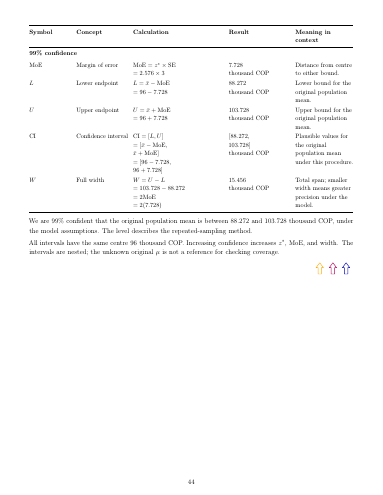 Symbol Concept Calculation Result Meaning in context
99% confidence
MoE Margin of error MoE = z* × SE = 2.576 × 3 7.728 thousand COP Distance from centre to either bound.
L Lower endpoint L = x̄ − MoE = 96 − 7.728 88.272 thousand COP Lower bound for the original population mean.
U Upper endpoint U = x̄ + MoE = 96 + 7.728 103.728 thousand COP Upper bound for the original population mean.
CI Confidence interval CI = [L, U] = [x̄ − MoE, x̄ + MoE] = [96 − 7.728, 96 + 7.728] [88.272, 103.728] thousand COP Plausible values for the original population mean under this procedure.
W Full width W = U − L = 103.728 − 88.272 = 2MoE = 2(7.728) 15.456 thousand COP Total span; smaller width means greater precision under the model.
We are 99% confident that the original population mean is between 88.272 and 103.728 thousand COP, under
the model assumptions. The level describes the repeated-sampling method.
All intervals have the same centre 96 thousand COP. Increasing confidence increases z*, MoE, and width. The
intervals are nested; the unknown original μ is not a reference for checking coverage.
44